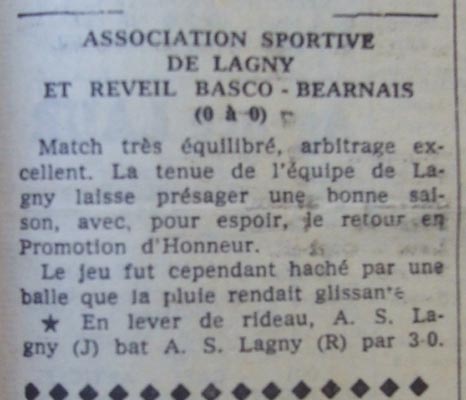 ASSOCIATION SPORTIVE
DE LAGNY
ET REVEIL BASCO - BEARNAIS
(0 à 0)
Match très équilibré, arbitrage ex-
cellent. La tenue de l'équipe de La-
gny laisse présager une bonne sai-
son, avec, pour espoir, le retour en
Promotion d'Honneur.
Le jeu fut cependant haché par une
balle que la pluie rendait glissante
★ En lever de rideau, A. S. La-
gny (J) bat A. S. Lagny (R) par 3-0.